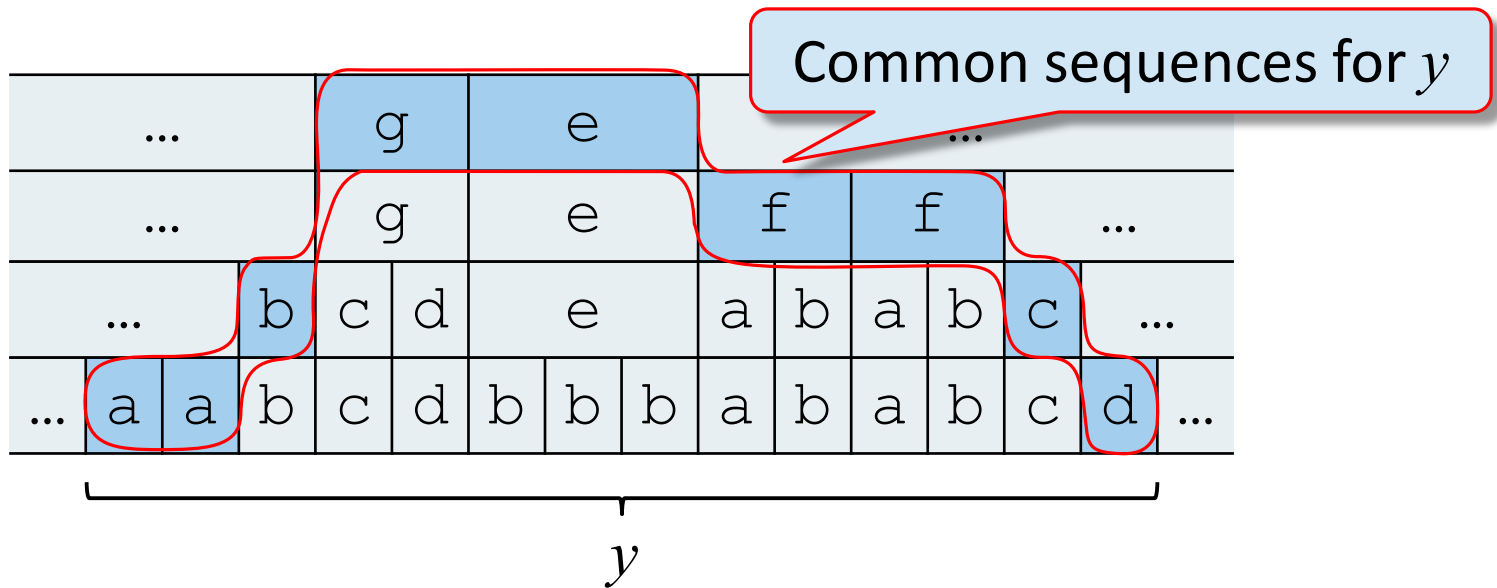 Common sequences for y
... g e ...
... g e f f ...
... b c d e a b a b c ...
... a a b c d b b b a b a b c d ...
y